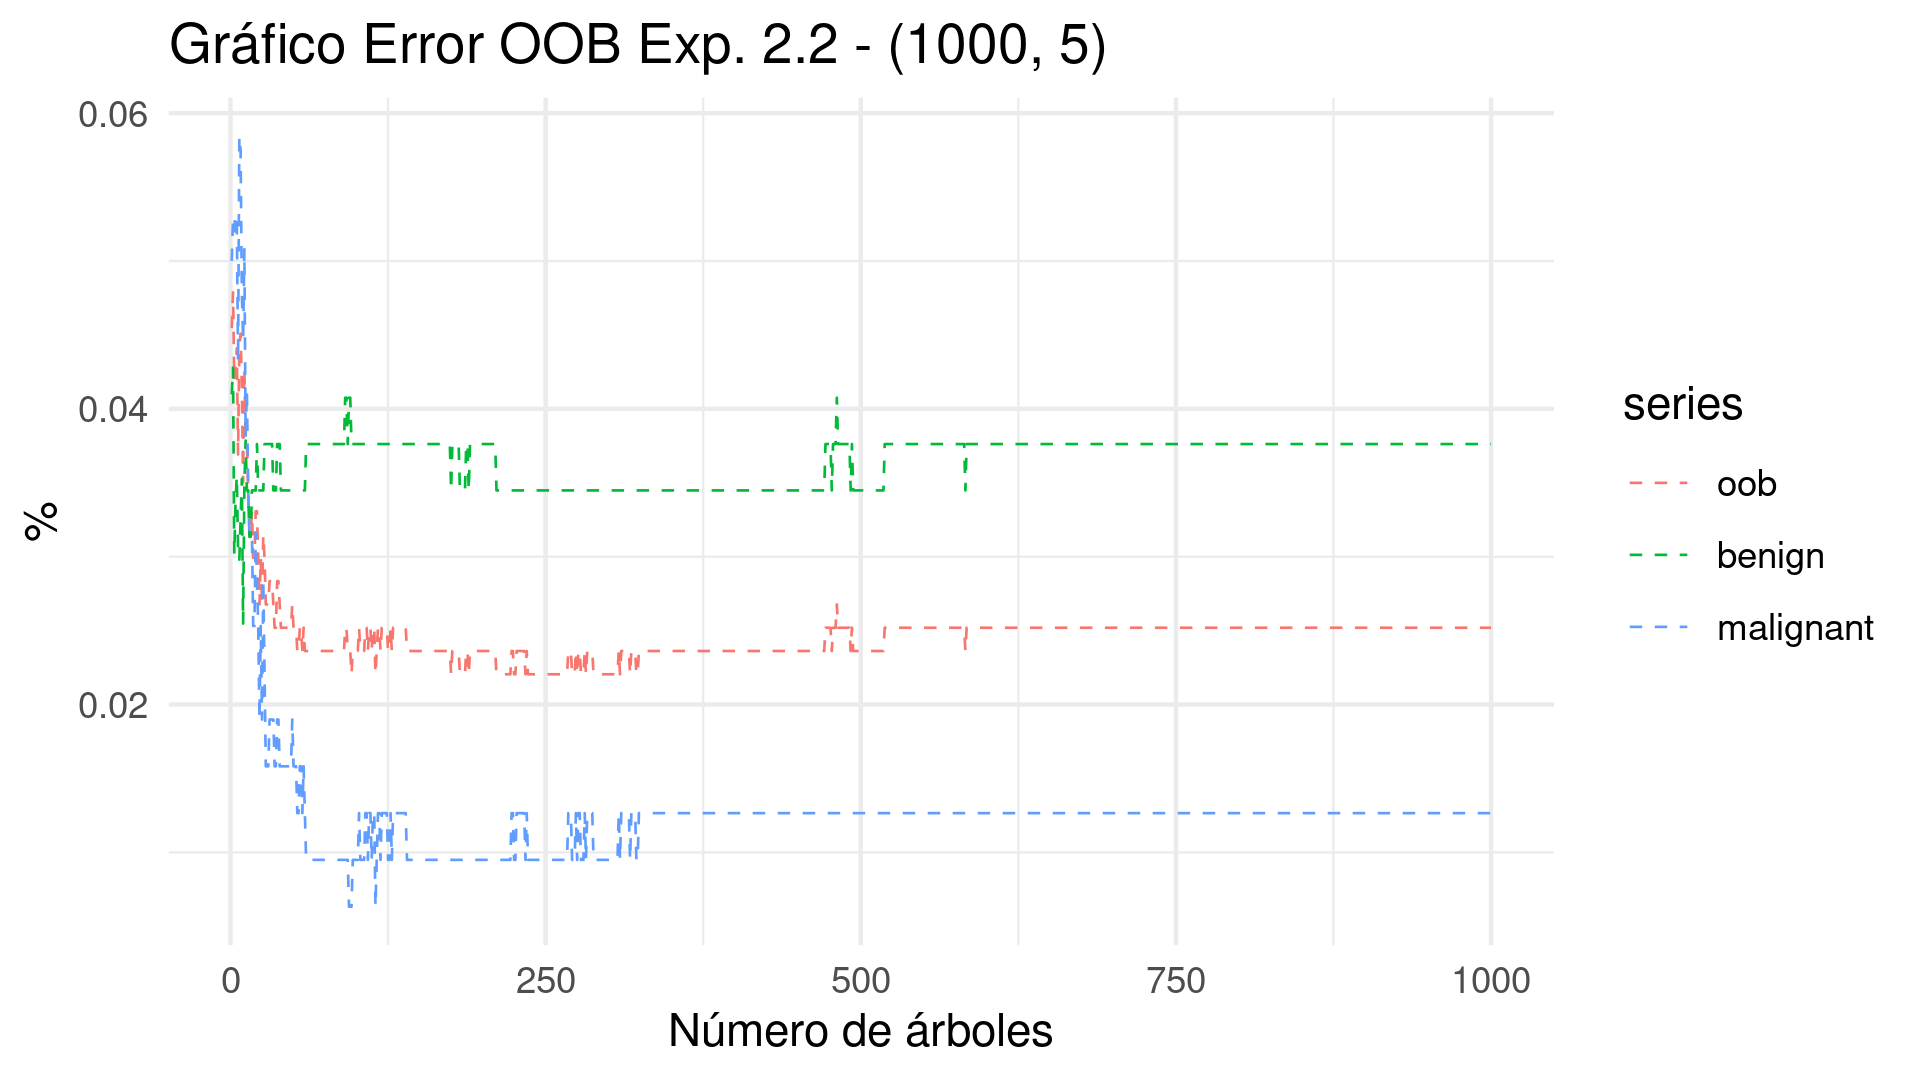 Gráfico Error OOB Exp. 2.2 - (1000, 5)
0.06
0.04
0.02
%
0
250
500
750
1000
Número de árboles
series
oob
benign
malignant